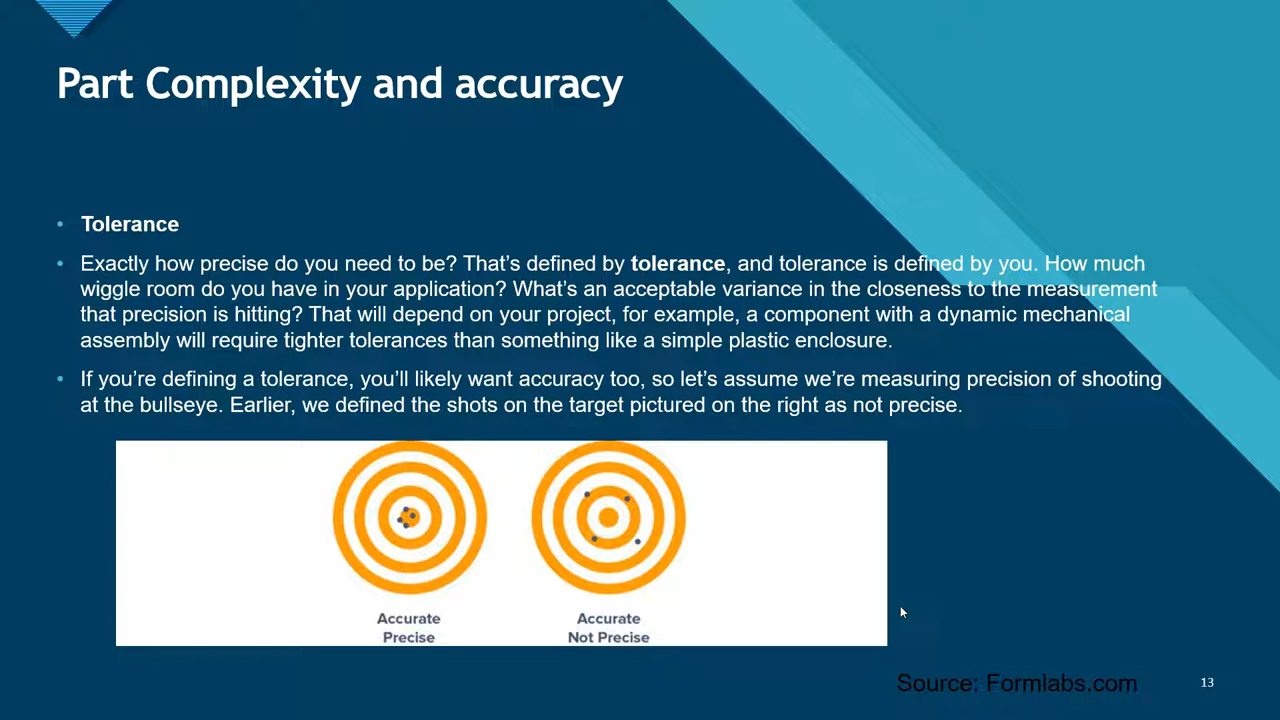 Part Complexity and accuracy
• Tolerance
• Exactly how precise do you need to be? That’s defined by tolerance, and tolerance is defined by you. How much
wiggle room do you have in your application? What’s an acceptable variance in the closeness to the measurement
that precision is hitting? That will depend on your project, for example, a component with a dynamic mechanical
assembly will require tighter tolerances than something like a simple plastic enclosure.
• If you’re defining a tolerance, you’ll likely want accuracy too, so let’s assume we’re measuring precision of shooting
at the bullseye. Earlier, we defined the shots on the target pictured on the right as not precise.
Accurate
Precise
Accurate
Not Precise
Source: Formlabs.com
13